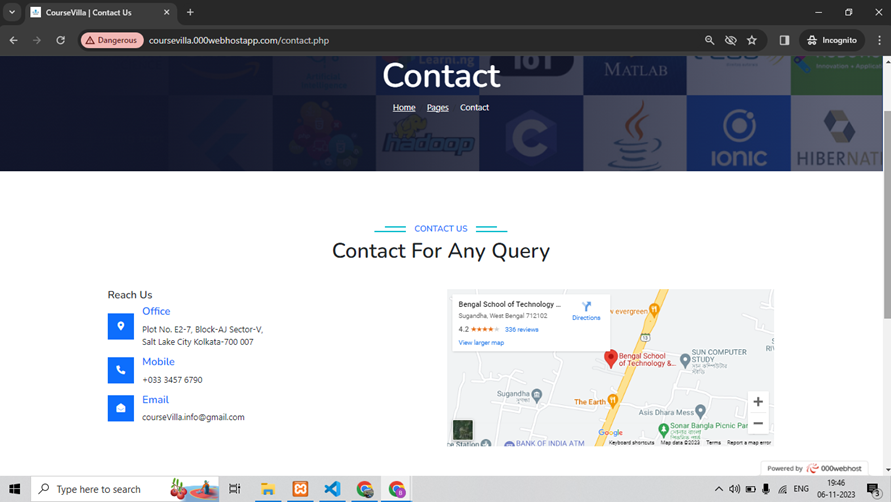 CourseVilla | Contact Us
Dangerous
coursevilla.000webhostapp.com/contact.php
Incognito
Learni.ng
IoT
MATLAB
Contact
Home Pages Contact
hadoop
C
Java
IONIC
HIBERNATE
CONTACT US
Contact For Any Query
Reach Us
Office
Plot No. E2-7, Block-AJ Sector-V,
Salt Lake City Kolkata-700 007
Mobile
+033 3457 6790
Email
courseVilla.info@gmail.com
Bengal School of Technology ...
Sugandha, West Bengal 712102
4.2 336 reviews
View larger map
Directions
w evergreen
13
Bengal School
of Technology &...
SUN COMPUTER
STUDY
Sugandha
সুগন্ধা
The Earth
Asis Dhara Mess
Sonar Bangla Picnic Par
e Station
BANK OF INDIA ATM
Google
Keyboard shortcuts Map data ©2023 Terms Report a map error
Powered by 000webhost
Type here to search
ENG
19:46
06-11-2023
3